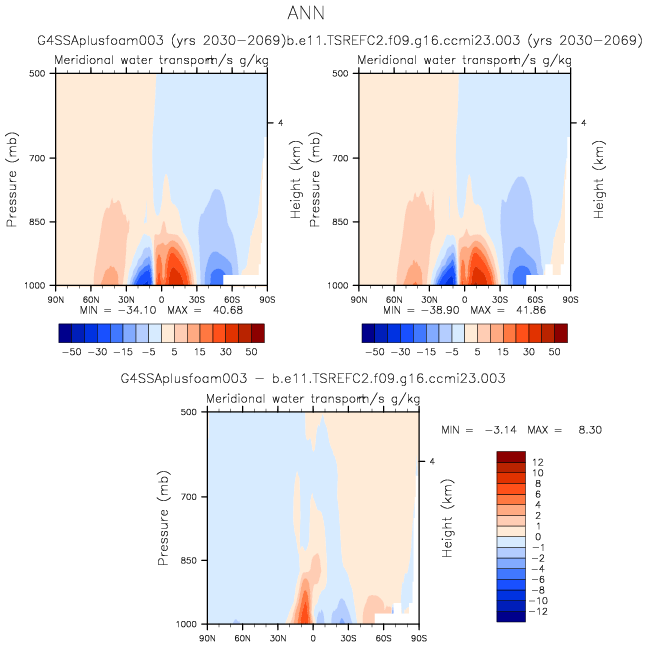 ANN
G4SSAplusfoam003 (yrs 2030-2069) b.e11.TSREFC2.f09.g16.ccmi23.003 (yrs 2030-2069)
Meridional water transport m/s g/kg Meridional water transport m/s g/kg
500 500
4 4
700 700
850 850
1000 1000
Pressure (mb) Height (km) Pressure (mb) Height (km)
90N 60N 30N 0 30S 60S 90S 90N 60N 30N 0 30S 60S 90S
MIN = -34.10 MAX = 40.68 MIN = -38.90 MAX = 41.86
-50 -30 -15 -5 5 15 30 50 -50 -30 -15 -5 5 15 30 50
G4SSAplusfoam003 - b.e11.TSREFC2.f09.g16.ccmi23.003
Meridional water transport m/s g/kg
500
MIN = -3.14 MAX = 8.30
4
700
850
1000
Pressure (mb) Height (km)
90N 60N 30N 0 30S 60S 90S
12
10
8
6
4
2
1
0
-1
-2
-4
-6
-8
-10
-12